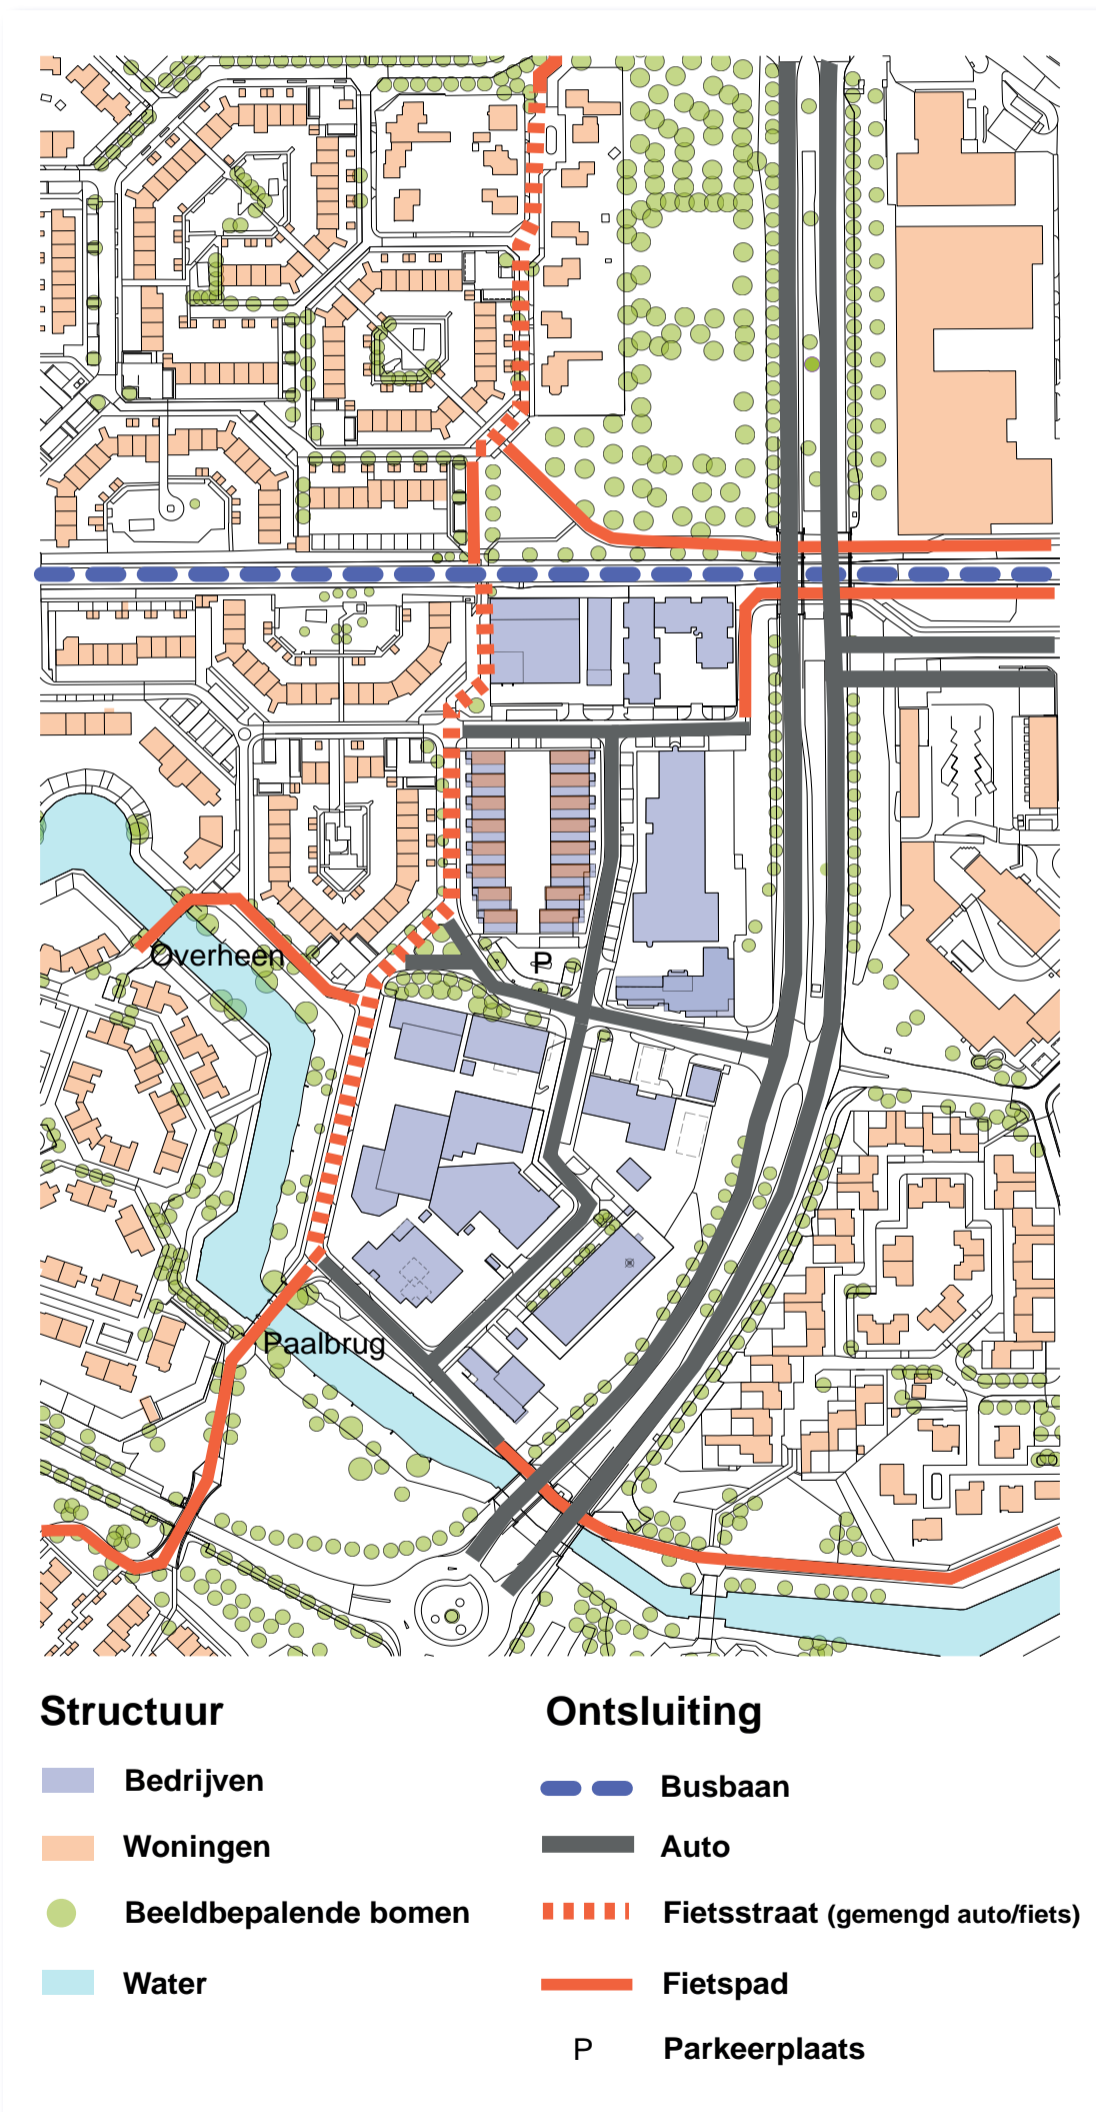 Overheen
P
Paalbrug
Structuur
Bedrijven
Woningen
Beeldbepalende bomen
Water
Ontsluiting
Busbaan
Auto
Fietsstraat (gemengd auto/fiets)
Fietspad
P Parkeerplaats